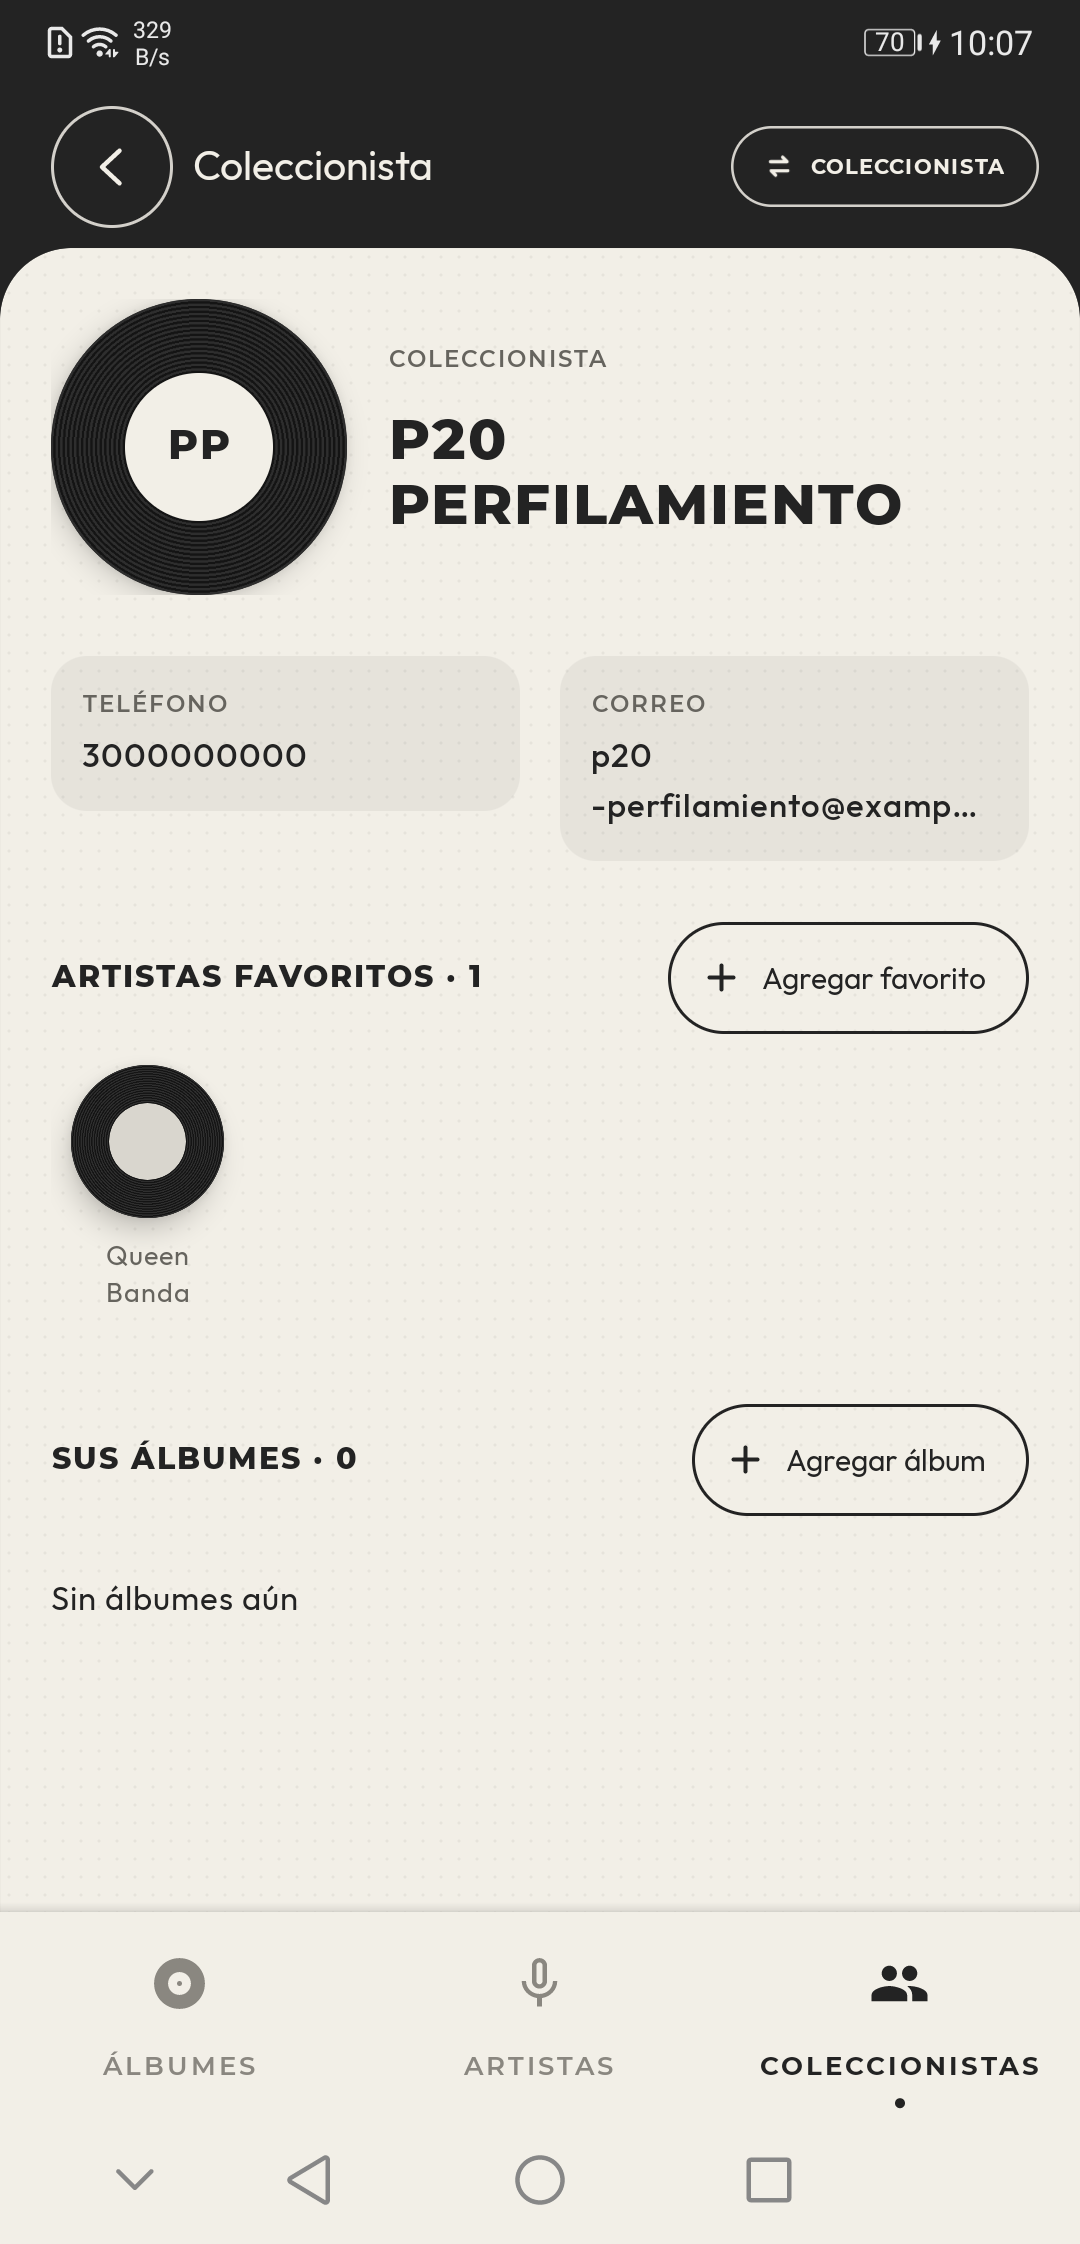 329
B/s
70
10:07
Coleccionista
COLECCIONISTA
PP
COLECCIONISTA
P20
PERFILAMIENTO
TELÉFONO
3000000000
CORREO
p20
-perfilamiento@examp...
ARTISTAS FAVORITOS · 1
Agregar favorito
Queen
Banda
SUS ÁLBUMES · 0
Agregar álbum
Sin álbumes aún
ÁLBUMES
ARTISTAS
COLECCIONISTAS